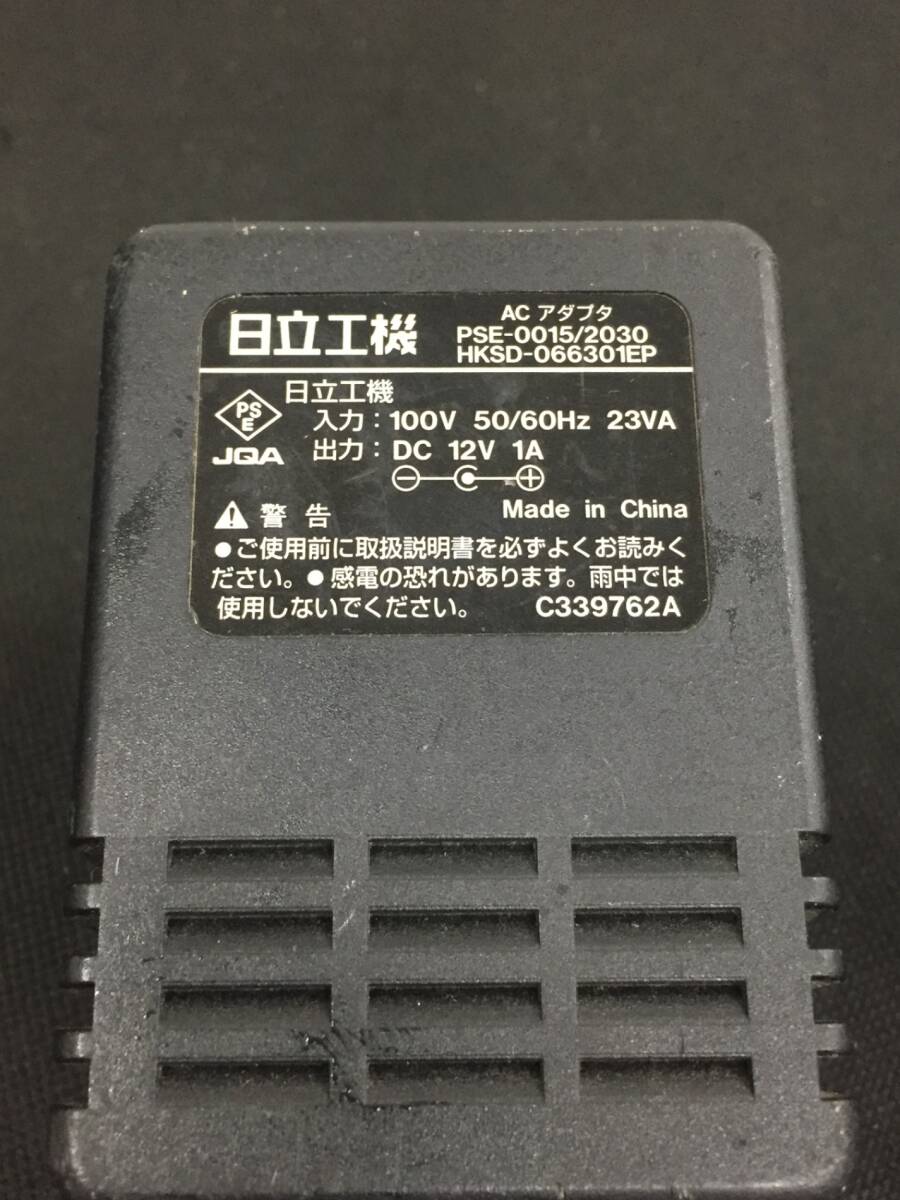 日立工機
AC アダプタ
PSE-0015/2030
HKSD-066301EP
PSE
JQA
日立工機
入力：100V 50/60Hz 23VA
出力：DC 12V 1A
Made in China
警告
●ご使用前に取扱説明書を必ずよくお読みく
ださい。●感電の恐れがあります。雨中では
使用しないでください。 C339762A